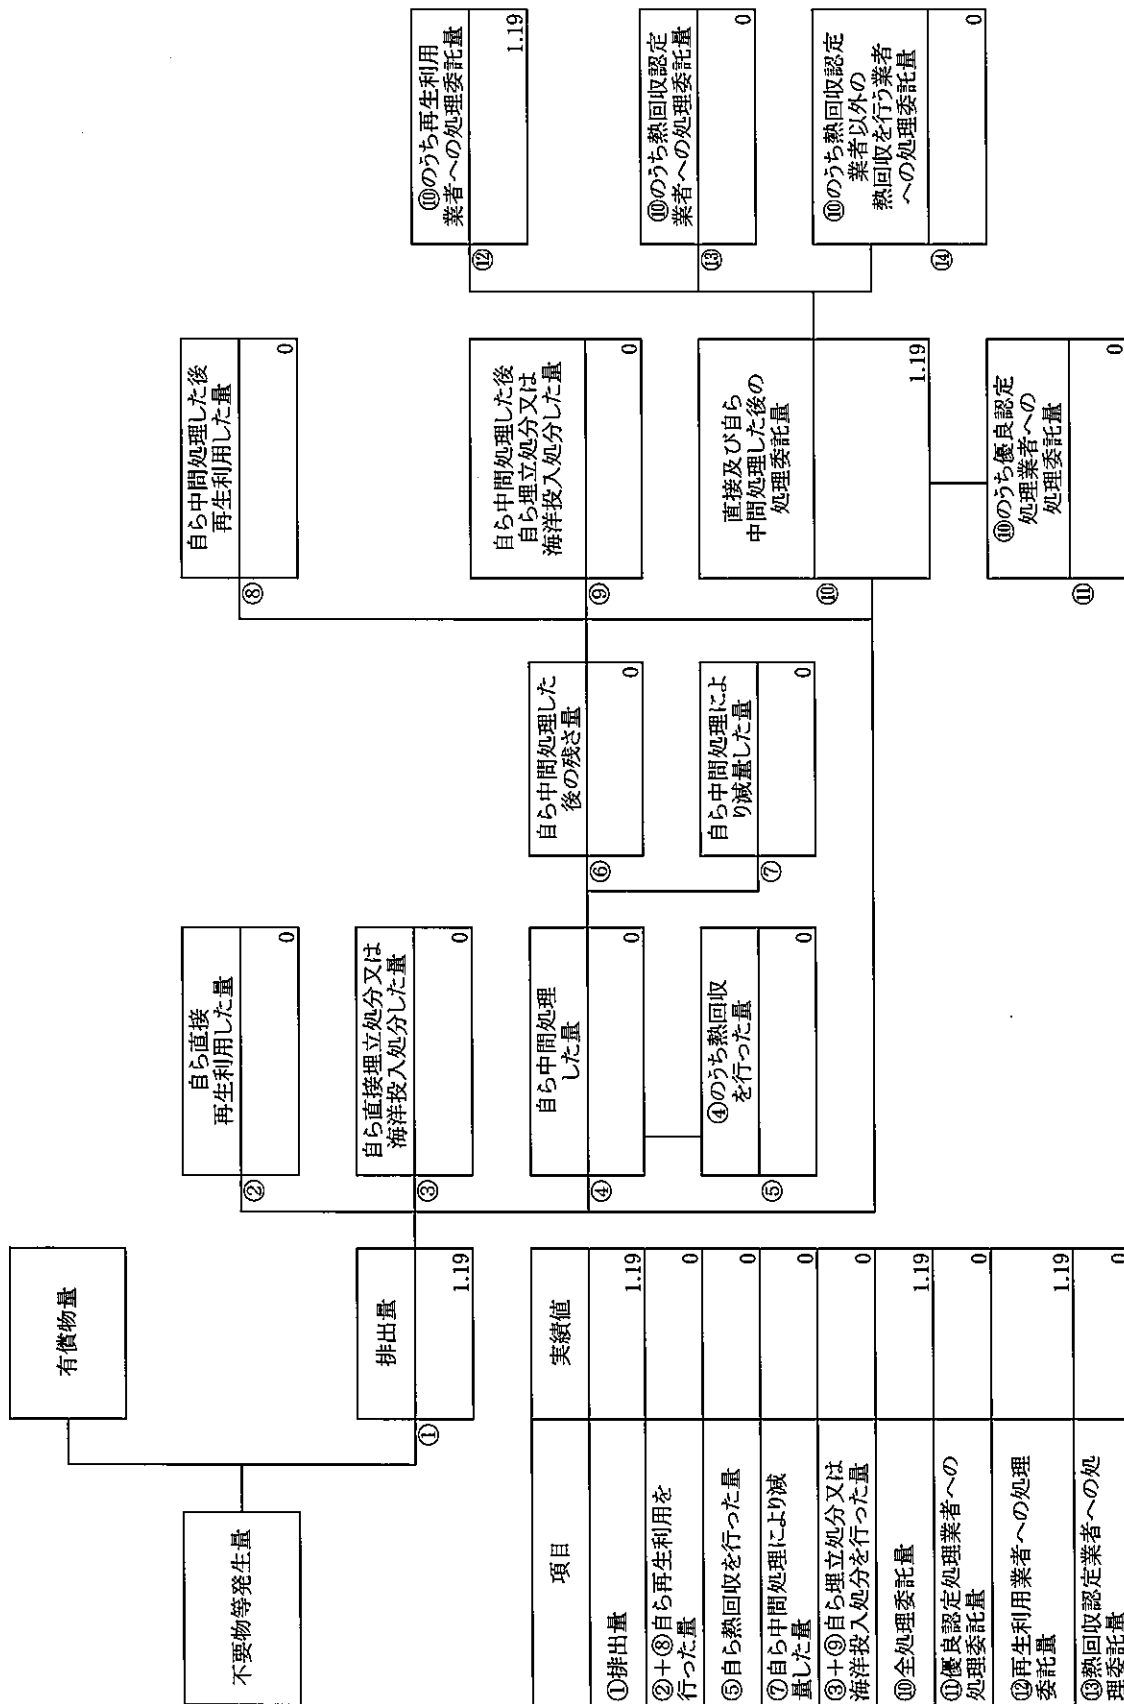 不要物等発生量
有償物量
排出量
①
1.19
自ら直接
再生利用した量
②
0
自ら直接埋立処分又は
海洋投入処分した量
③
0
自ら中間処理
した量
④
0
④のうち熱回収
を行った量
⑤
0
自ら中間処理した
後の残さ量
⑥
0
自ら中間処理によ
り減量した量
⑦
0
自ら中間処理した後
再生利用した量
⑧
0
自ら中間処理した後
自ら埋立処分又は
海洋投入処分した量
⑨
0
直接及び自ら
中間処理した後の
処理委託量
⑩
1.19
⑩のうち優良認定
処理業者への
処理委託量
⑪
0
⑩のうち再生利用
業者への処理委託量
⑫
1.19
⑩のうち熱回収認定
業者への処理委託量
⑬
0
⑩のうち熱回収認定
業者以外の
熱回収を行う業者
への処理委託量
⑭
0
項目 実績値
①排出量 1.19
②+⑧自ら再生利用を
行った量 0
⑤自ら熱回収を行った量 0
⑦自ら中間処理により減
量した量 0
③+⑨自ら埋立処分又は
海洋投入処分を行った量 0
⑩全処理委託量 1.19
⑪優良認定処理業者への
処理委託量 0
⑫再生利用業者への処理
委託量 1.19
⑬熱回収認定業者への処
理委託量 0